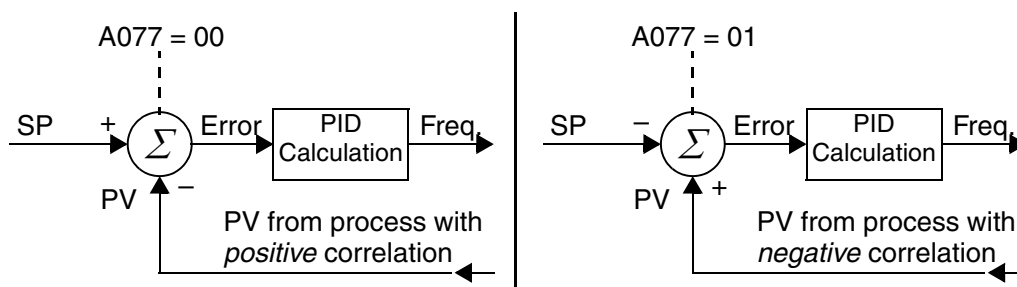 A077 = 00
SP
+
Σ
Error
PID
Calculation
Freq.
PV
–
PV from process with
positive correlation
A077 = 01
SP
–
Σ
Error
PID
Calculation
Freq.
PV
+
PV from process with
negative correlation